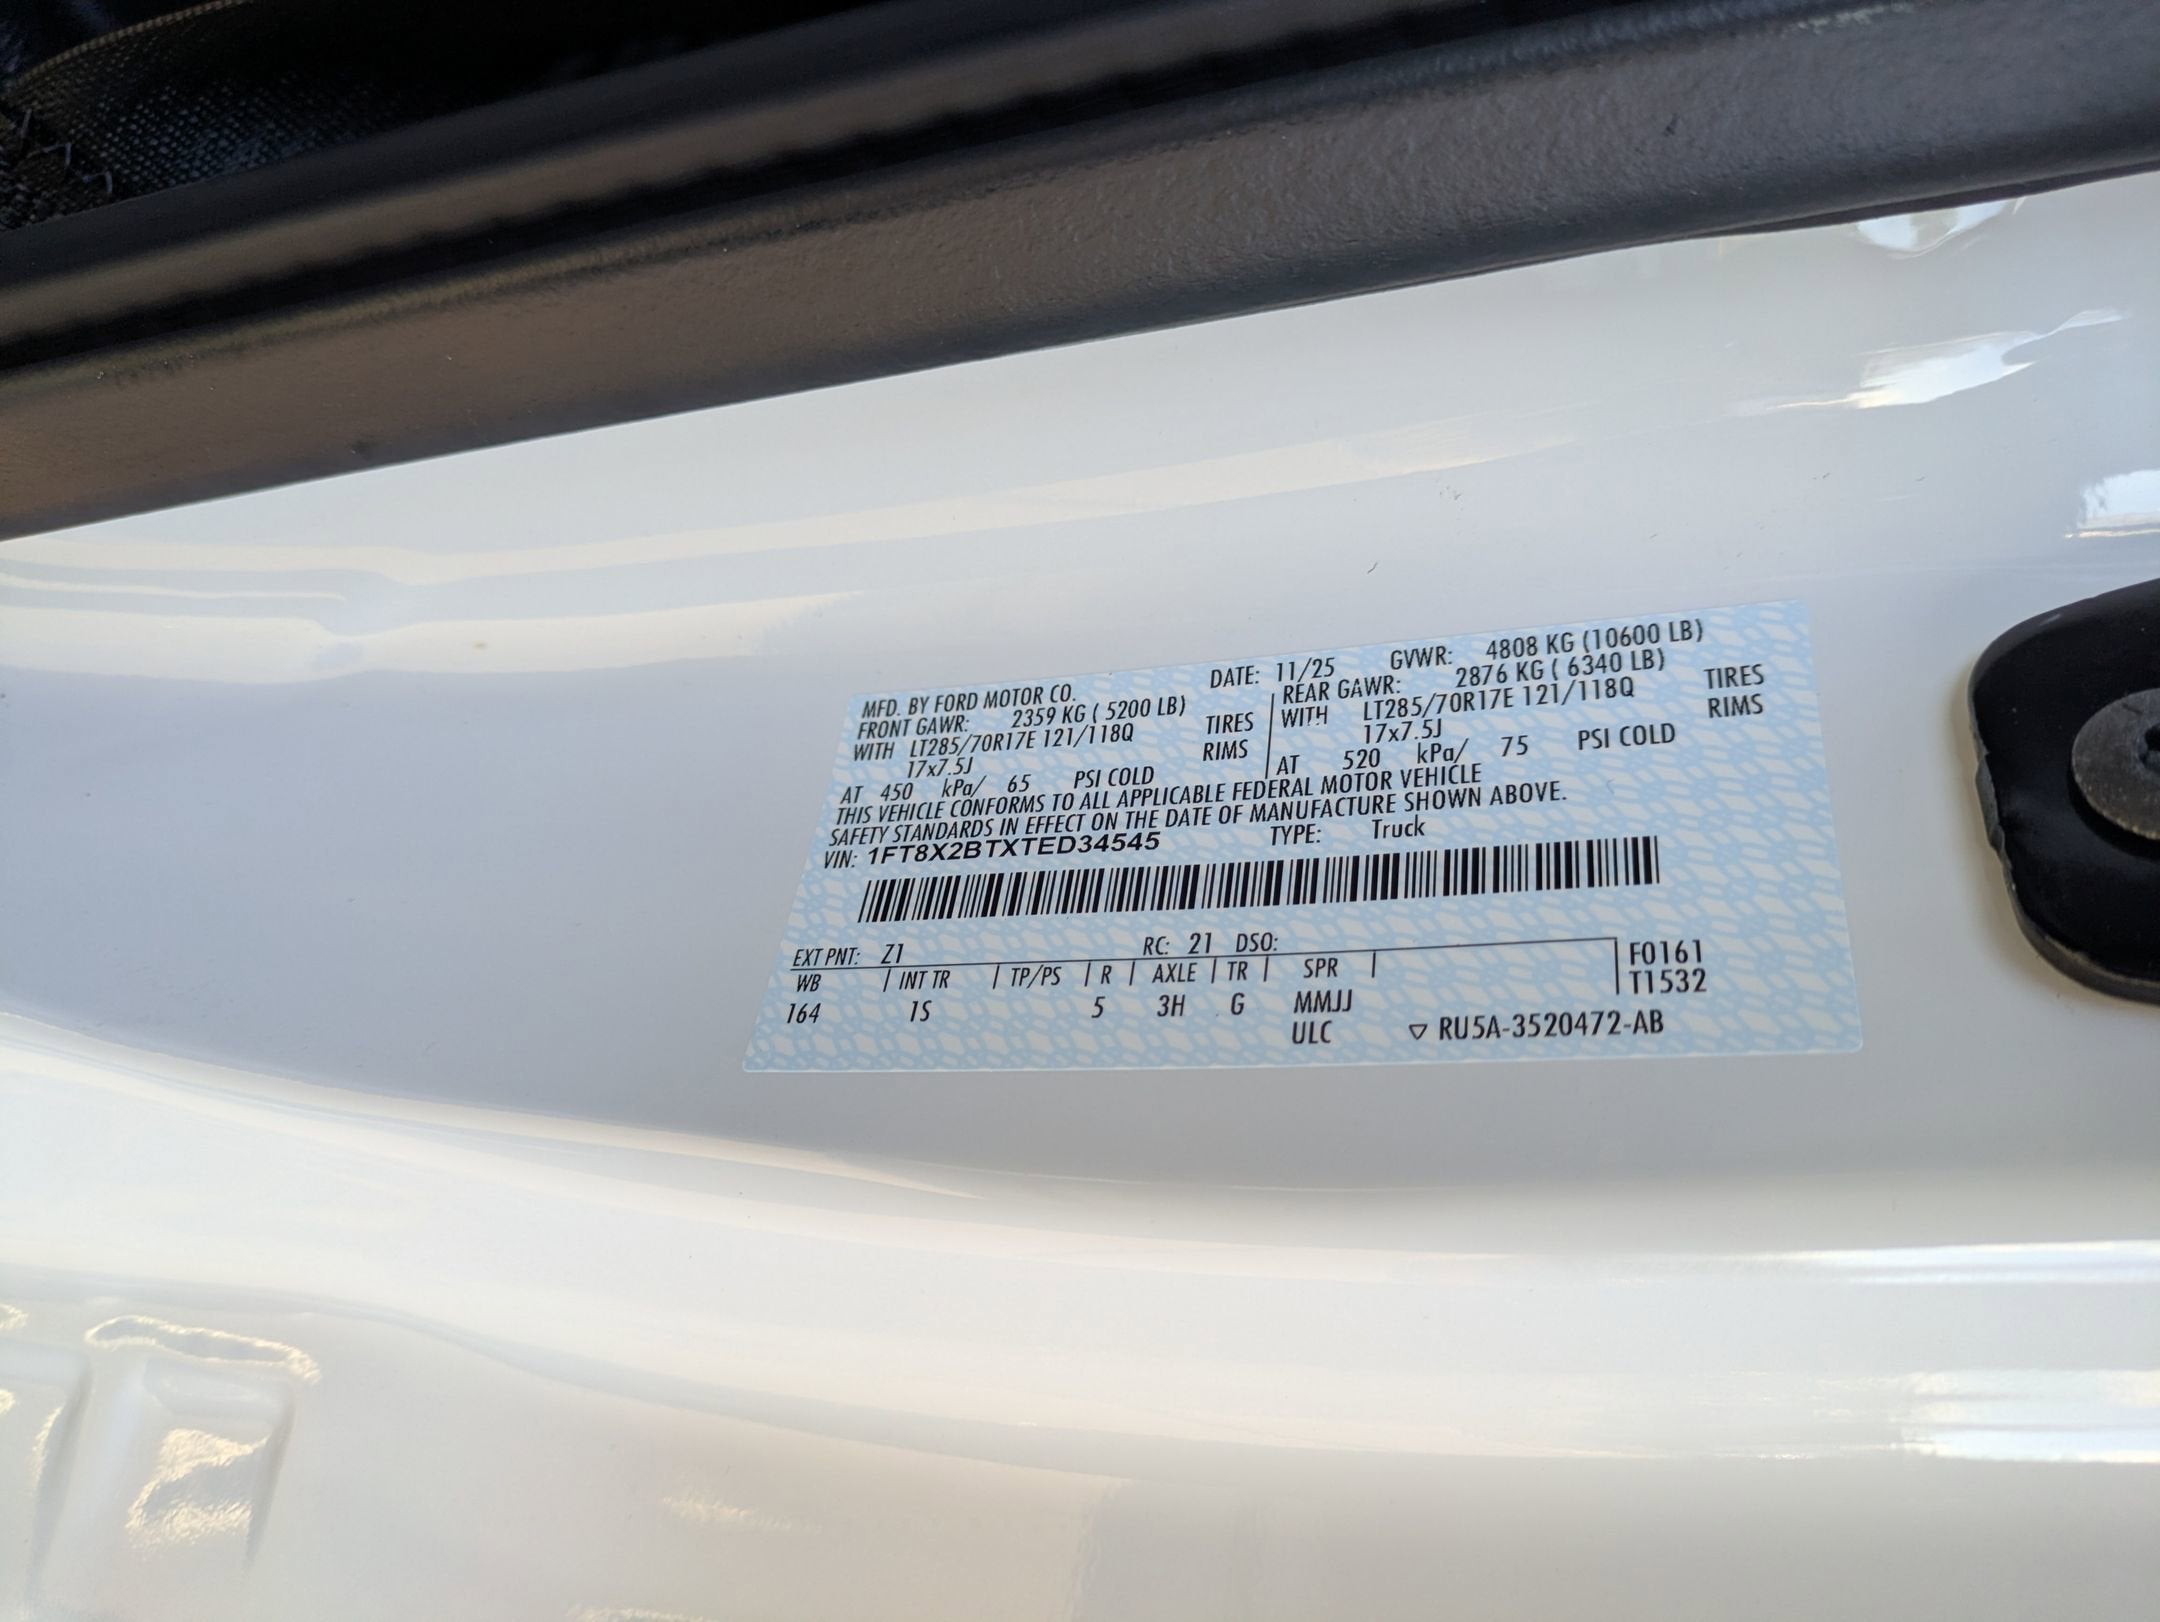 MFD. BY FORD MOTOR CO. DATE: 11/25 GVWR: 4808 KG (10600 LB)
FRONT GAWR: 2359 KG ( 5200 LB) REAR GAWR: 2876 KG ( 6340 LB)
WITH LT285/70R17E 121/118Q TIRES WITH LT285/70R17E 121/118Q TIRES
17x7.5J RIMS 17x7.5J RIMS
AT 450 kPa/ 65 PSI COLD AT 520 kPa/ 75 PSI COLD
THIS VEHICLE CONFORMS TO ALL APPLICABLE FEDERAL MOTOR VEHICLE
SAFETY STANDARDS IN EFFECT ON THE DATE OF MANUFACTURE SHOWN ABOVE.
VIN: 1FT8X2BTXTED34545 TYPE: Truck
EXT PNT: Z1 RC: 21 DSO:
WB INT TR TP/PS R AXLE TR SPR F0161
T1532
164 1S 5 3H G MMJJ
ULC ▽ RU5A-3520472-AB